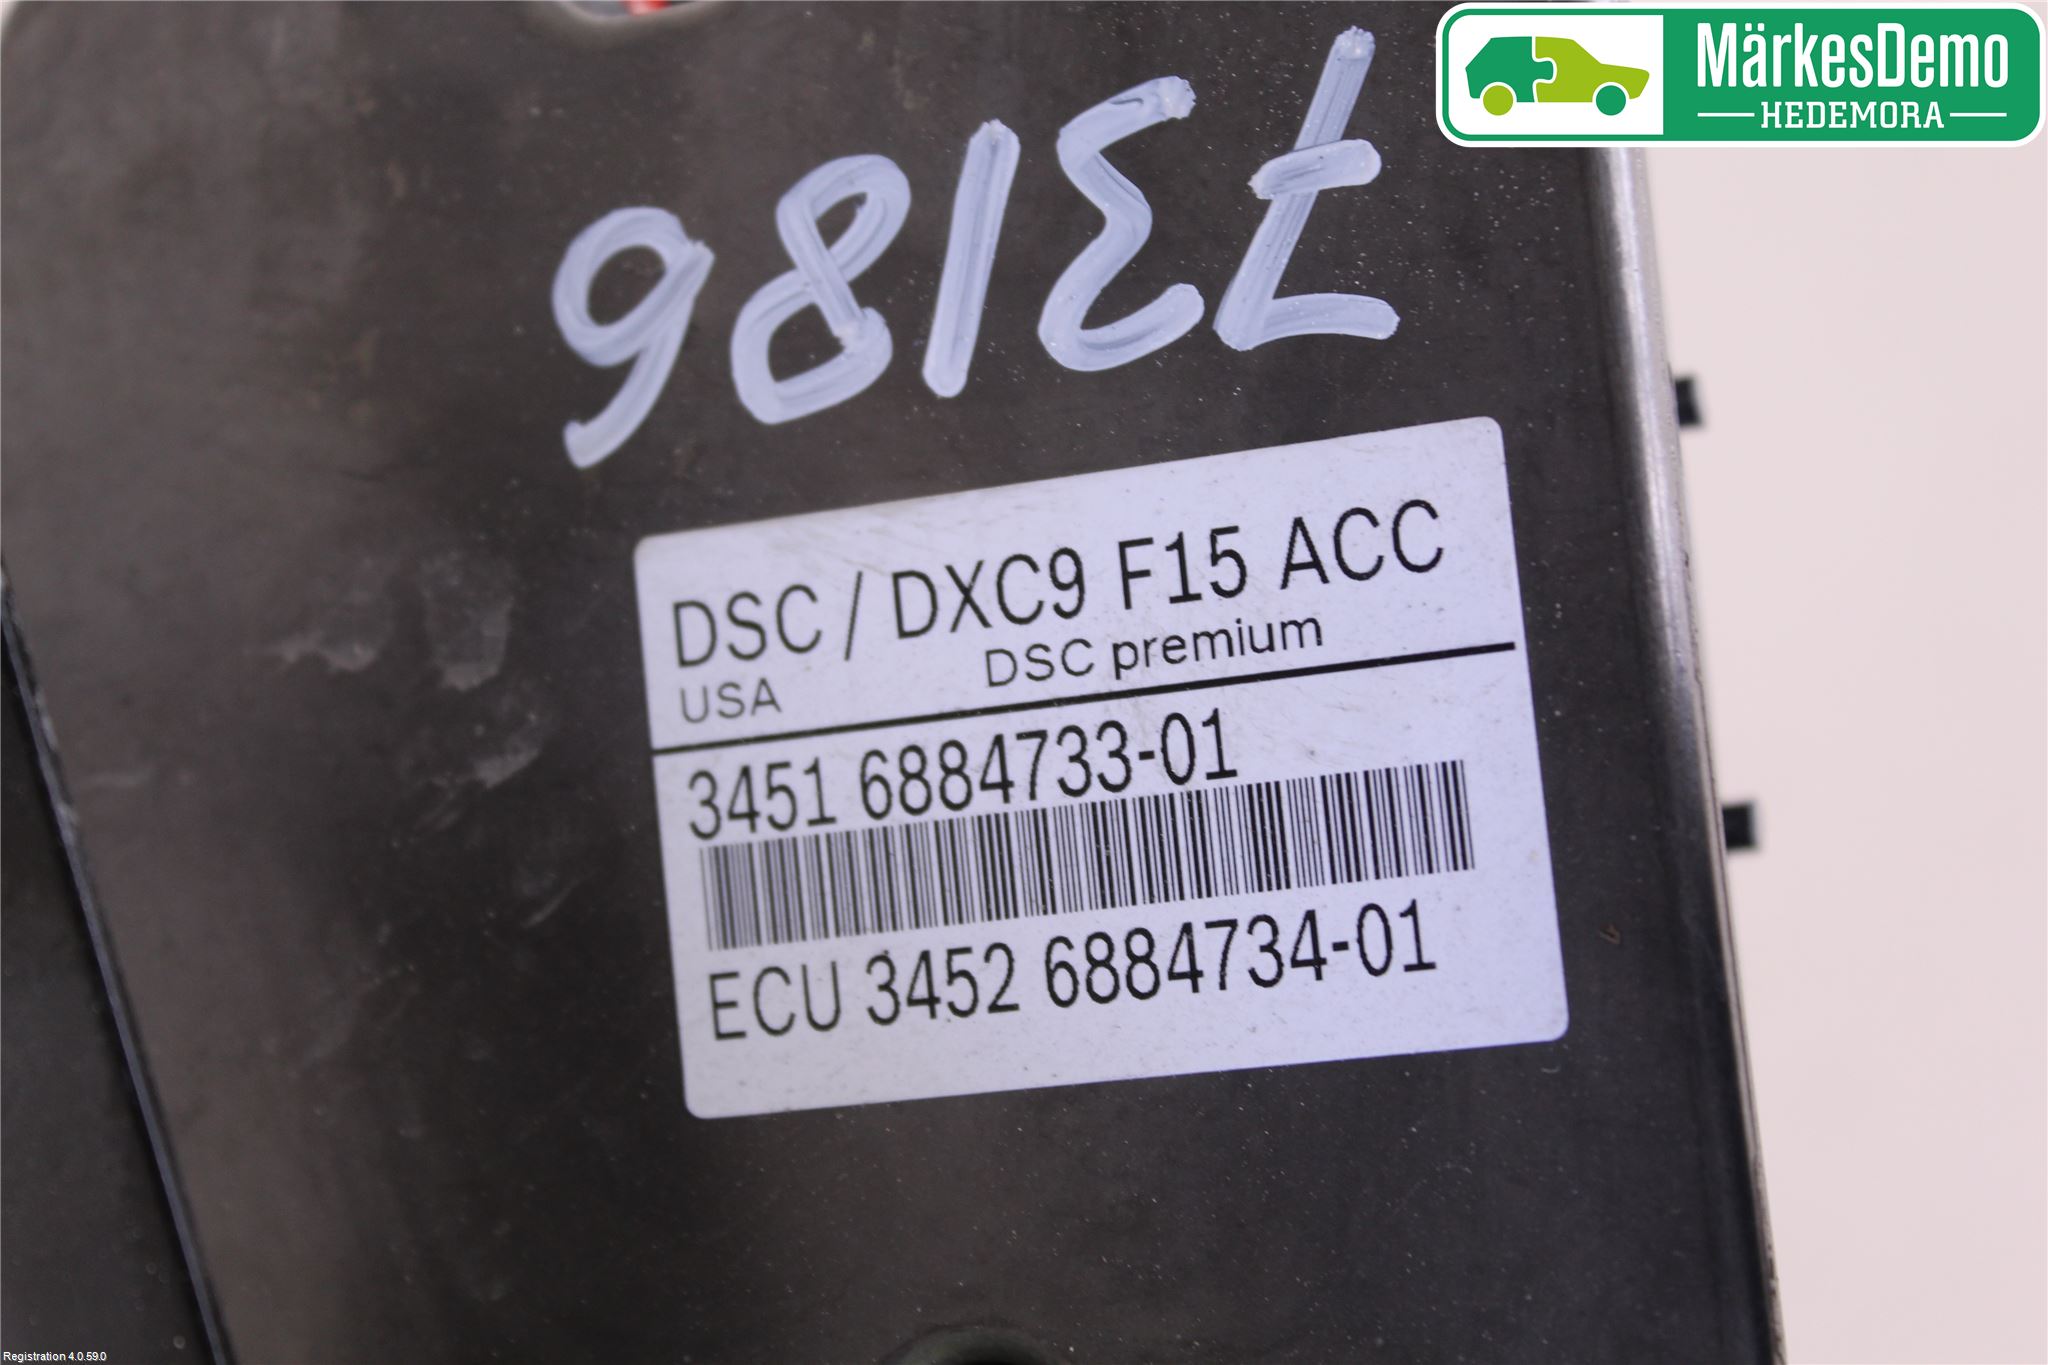 MärkesDemo
HEDEMORA
73186
DSC / DXC9 F15 ACC
USA DSC premium
3451 6884733-01
ECU 3452 6884734-01
Registration 4.0.59.0